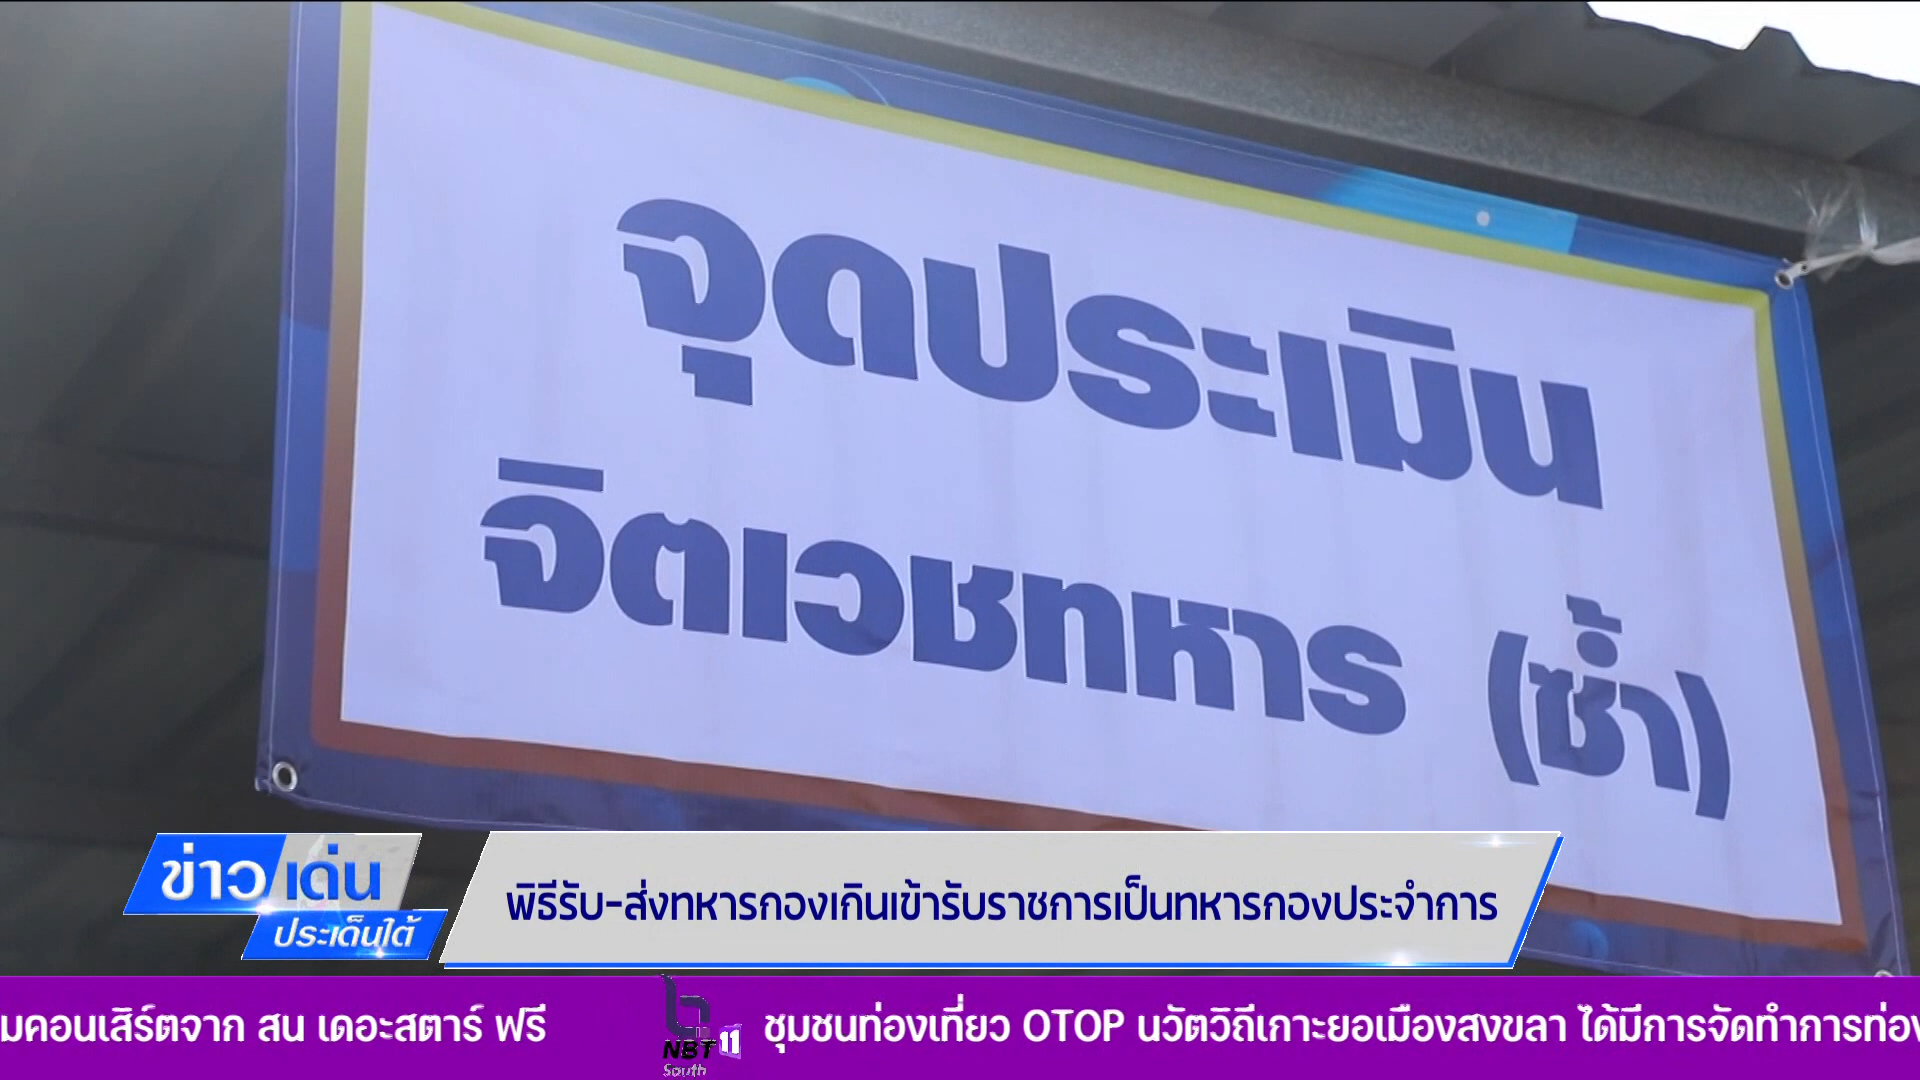 จุดประเมิน
จิตเวชทหาร (ซ้ำ)
ข่าวเด่น
ประเด็นใต้
พิธีรับ-ส่งทหารกองเกินเข้ารับราชการเป็นทหารกองประจำการ
มคอนเสิร์ตจาก สน เดอะสตาร์ ฟรี
NBT 11
South
ชุมชนท่องเที่ยว OTOP นวัตวิถีเกาะยอเมืองสงขลา ได้มีการจัดทำการท่อง